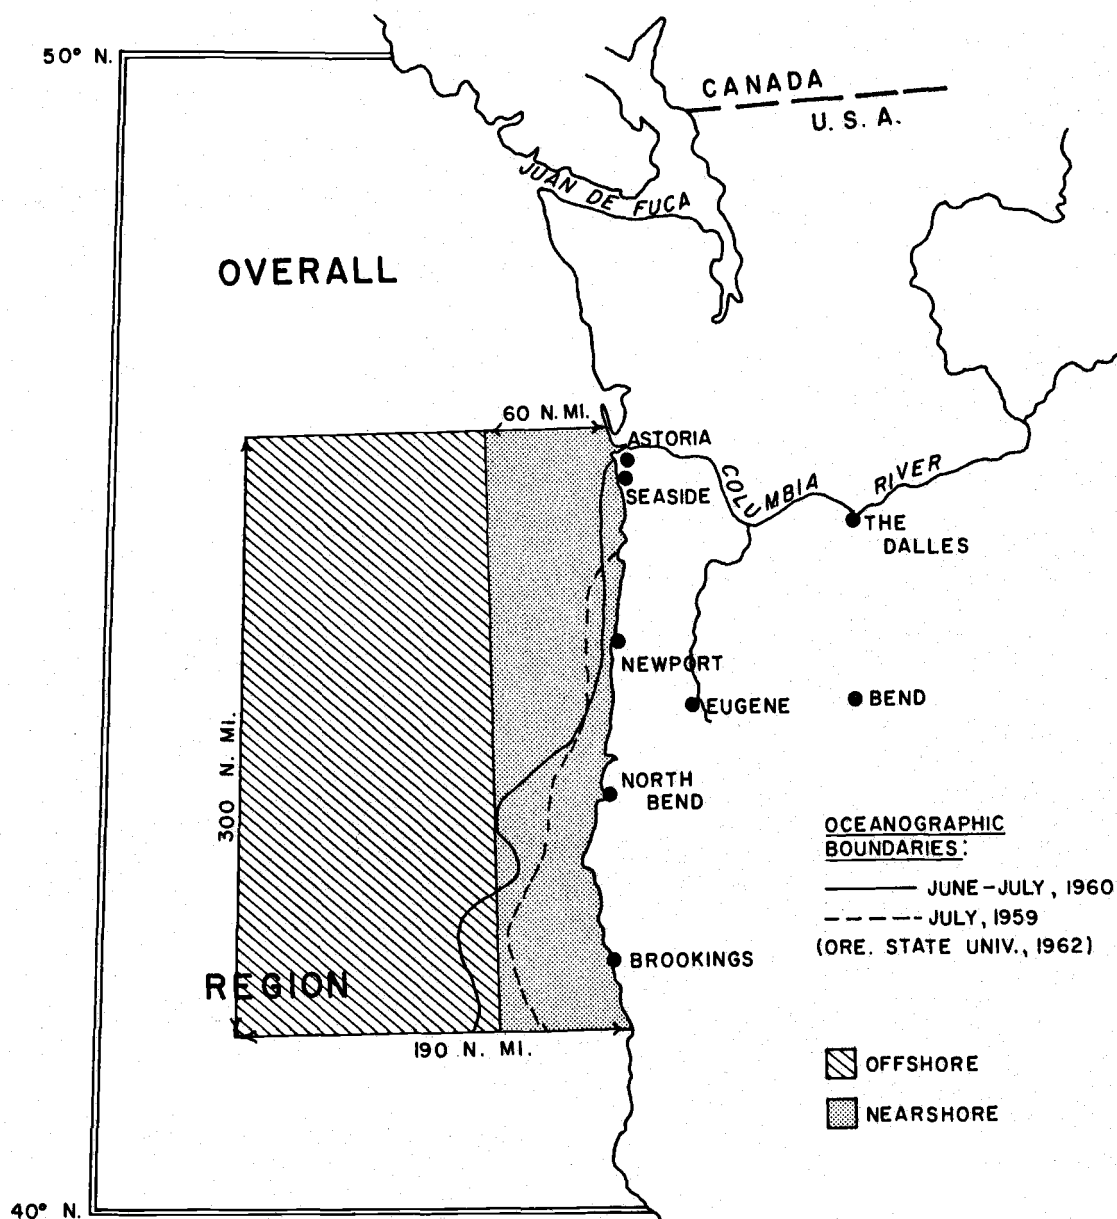 50° N.
CANADA
U. S. A.
JUAN DE FUCA
OVERALL
60 N. MI.
ASTORIA
SEASIDE
COLUMBIA RIVER
THE
DALLES
NEWPORT
EUGENE
BEND
300 N. MI.
NORTH
BEND
OCEANOGRAPHIC
BOUNDARIES:
JUNE-JULY, 1960
JULY, 1959
(ORE. STATE UNIV., 1962)
BROOKINGS
REGION
190 N. MI.
OFFSHORE
NEARSHORE
40° N.